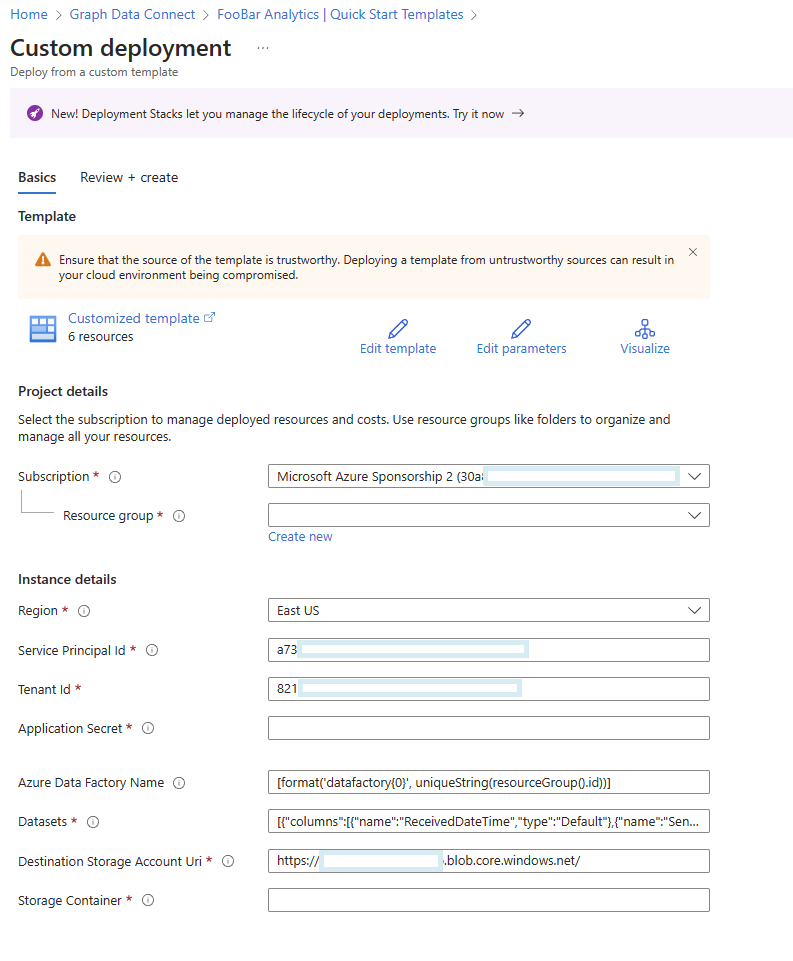 Home > Graph Data Connect > FooBar Analytics | Quick Start Templates >
Custom deployment ...
Deploy from a custom template
New! Deployment Stacks let you manage the lifecycle of your deployments. Try it now →
Basics Review + create
Template
Ensure that the source of the template is trustworthy. Deploying a template from untrustworthy sources can result in
your cloud environment being compromised.
Customized template
6 resources
Edit template Edit parameters Visualize
Project details
Select the subscription to manage deployed resources and costs. Use resource groups like folders to organize and
manage all your resources.
Subscription * Microsoft Azure Sponsorship 2 (30a
Resource group *
Create new
Instance details
Region * East US
Service Principal Id * a73
Tenant Id * 821
Application Secret *
Azure Data Factory Name [format('datafactory{0}', uniqueString(resourceGroup().id))]
Datasets * [{"columns":[{"name":"ReceivedDateTime","type":"Default"},{"name":"Sen...
Destination Storage Account Uri * https:// .blob.core.windows.net/
Storage Container *